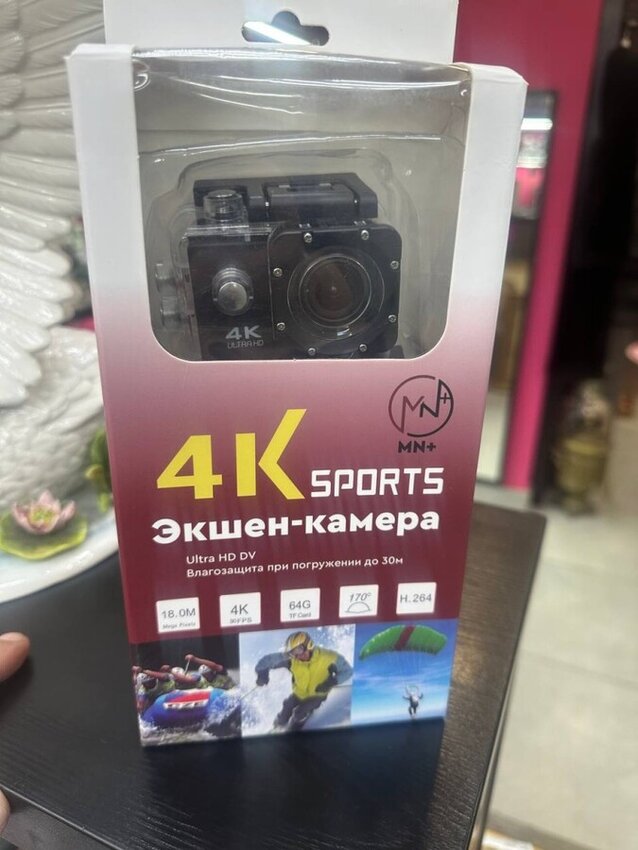 4K
ULTRA HD
MN+
MN+
4K SPORTS
Экшен-камера
Ultra HD DV
Влагозащита при погружении до 30м
18.0M
Mega Pixels
4K
30FPS
64G
TF.Card
170°
H.264